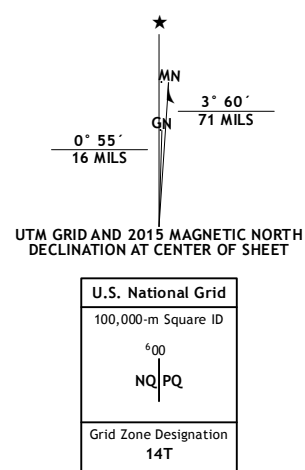 ★
MN
3° 60´
71 MILS
GN
0° 55´
16 MILS
UTM GRID AND 2015 MAGNETIC NORTH
DECLINATION AT CENTER OF SHEET
U.S. National Grid
100,000-m Square ID
⁶00
NQ PQ
Grid Zone Designation
14T